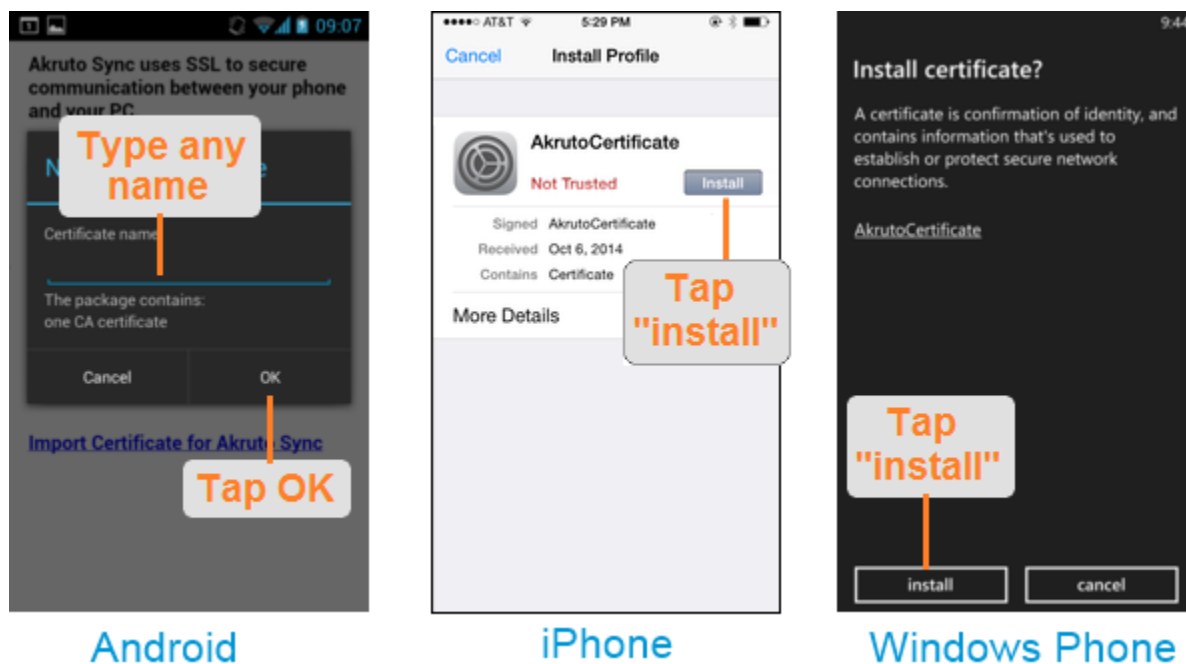 09:07
Akruto Sync uses SSL to secure
communication between your phone
and your PC
Type any
name
Certificate name
The package contains:
one CA certificate
Cancel
OK
Import Certificate for Akruto Sync
Tap OK
Android
AT&T
5:29 PM
Cancel
Install Profile
AkrutoCertificate
Not Trusted
Install
Signed AkrutoCertificate
Received Oct 6, 2014
Contains Certificate
Tap
"install"
More Details
iPhone
9:44
Install certificate?
A certificate is confirmation of identity, and
contains information that's used to
establish or protect secure network
connections.
AkrutoCertificate
Tap
"install"
install
cancel
Windows Phone